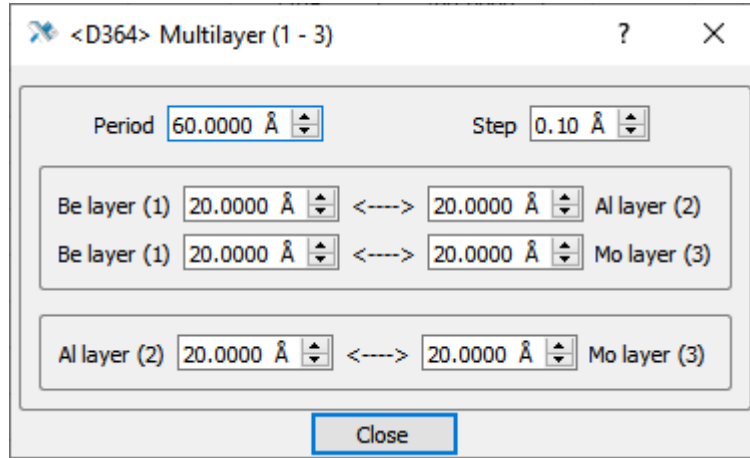 <D364> Multilayer (1 - 3) ?
Period 60.0000 Å Step 0.10 Å
Be layer (1) 20.0000 Å <----> 20.0000 Å Al layer (2)
Be layer (1) 20.0000 Å <----> 20.0000 Å Mo layer (3)
Al layer (2) 20.0000 Å <----> 20.0000 Å Mo layer (3)
Close